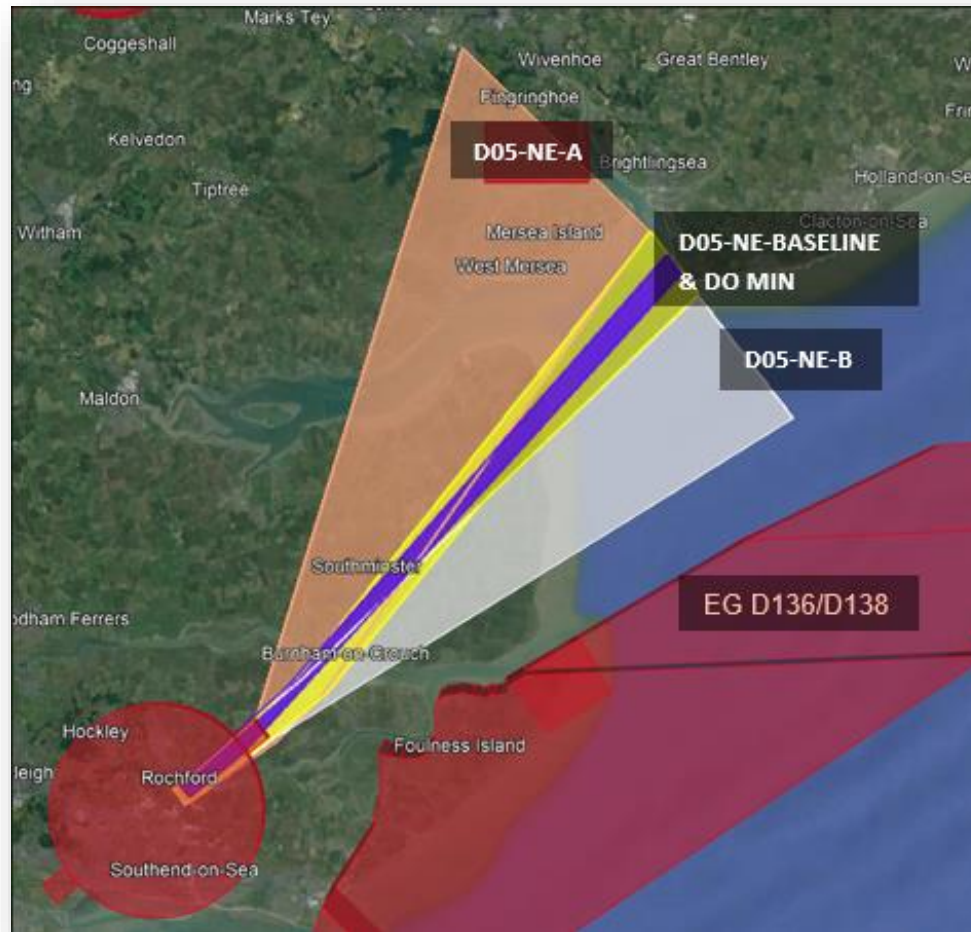 Marks Tey
Coggeshall
Wivenhoe
Great Bentley
Fingringhoe
Kelvedon
D05-NE-A
Brightlingsea
Tiptree
Holland-on-Se
Witham
Mersea Island
Clacton-on-Sea
D05-NE-BASELINE
& DO MIN
West Mersea
D05-NE-B
Maldon
Southminster
EG D136/D138
odham Ferrers
Burnham-on-Crouch
Hockley
Foulness Island
Rochford
Southend-on-Sea